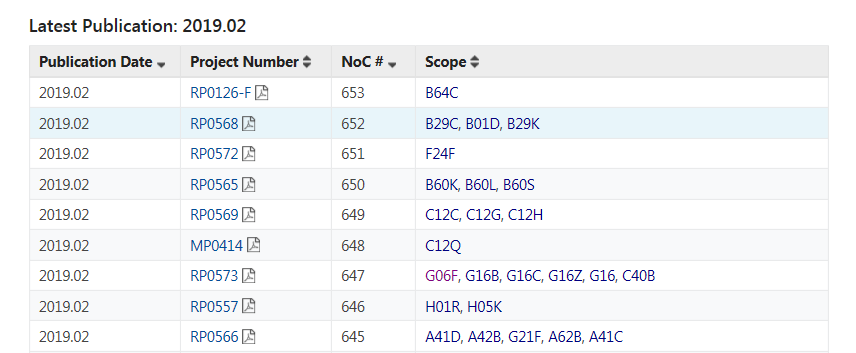 Latest Publication: 2019.02
Publication Date Project Number NoC # Scope
2019.02 RP0126-F 653 B64C
2019.02 RP0568 652 B29C, B01D, B29K
2019.02 RP0572 651 F24F
2019.02 RP0565 650 B60K, B60L, B60S
2019.02 RP0569 649 C12C, C12G, C12H
2019.02 MP0414 648 C12Q
2019.02 RP0573 647 G06F, G16B, G16C, G16Z, G16, C40B
2019.02 RP0557 646 H01R, H05K
2019.02 RP0566 645 A41D, A42B, G21F, A62B, A41C